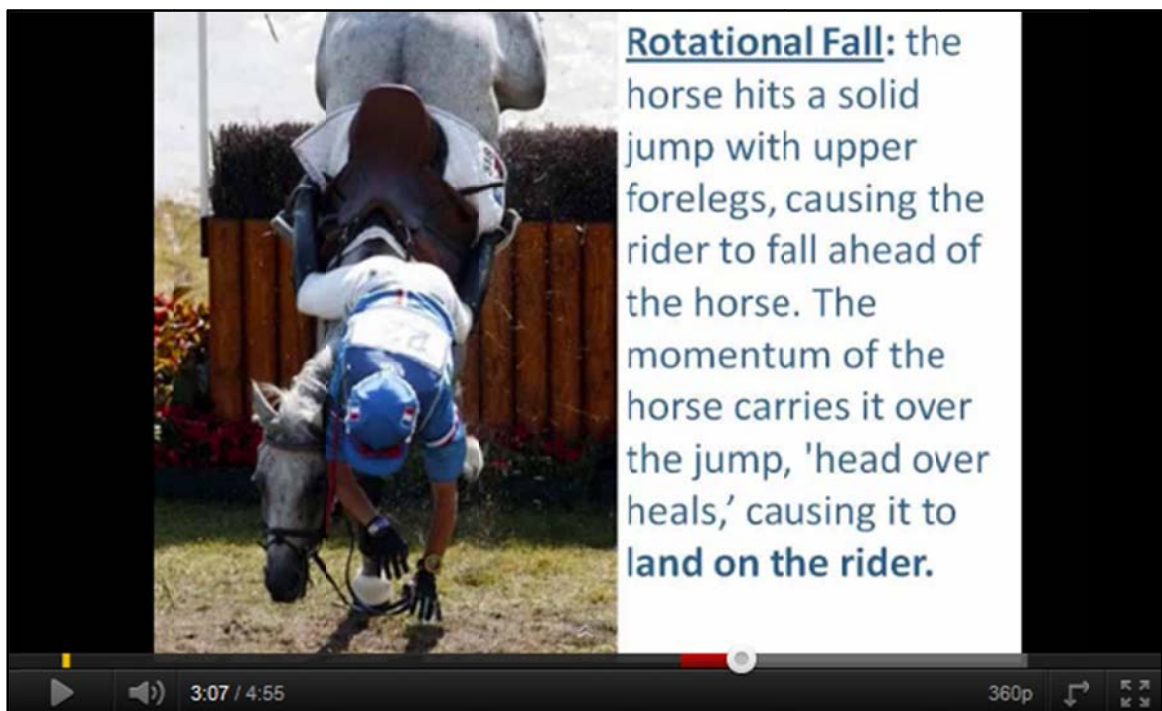 Rotational Fall: the
horse hits a solid
jump with upper
forelegs, causing the
rider to fall ahead of
the horse. The
momentum of the
horse carries it over
the jump, 'head over
heals,’ causing it to
land on the rider.
3:07 / 4:55
360p